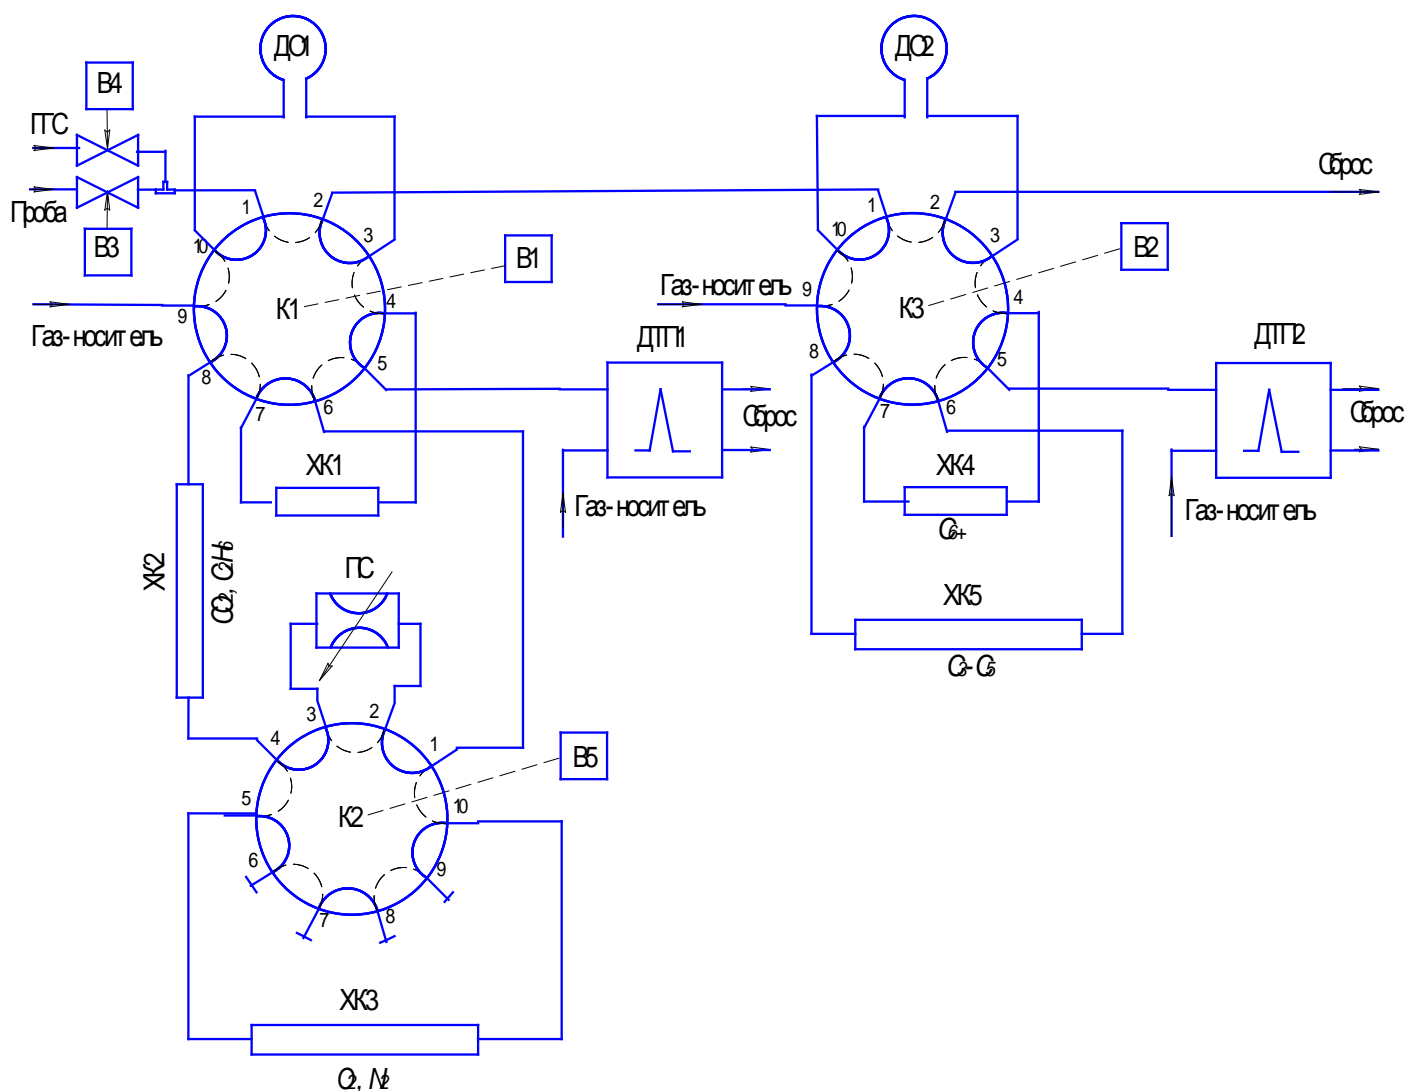 ДО1
ДО2
В4
ПГС
Сброс
Проба
В3
1
2
3
10
В1
К1
4
Газ-носитель
9
5
8
7
6
ДТП1
Сброс
Газ-носитель
ХК1
1
2
3
10
В2
К3
4
Газ-носитель
9
5
8
7
6
ДТП2
Сброс
Газ-носитель
ХК4
C6+
ХК5
C3-C5
ХК2
CO2, C2H6
ПС
3
2
4
1
В5
5
К2
10
6
9
7
8
ХК3
O2, N2